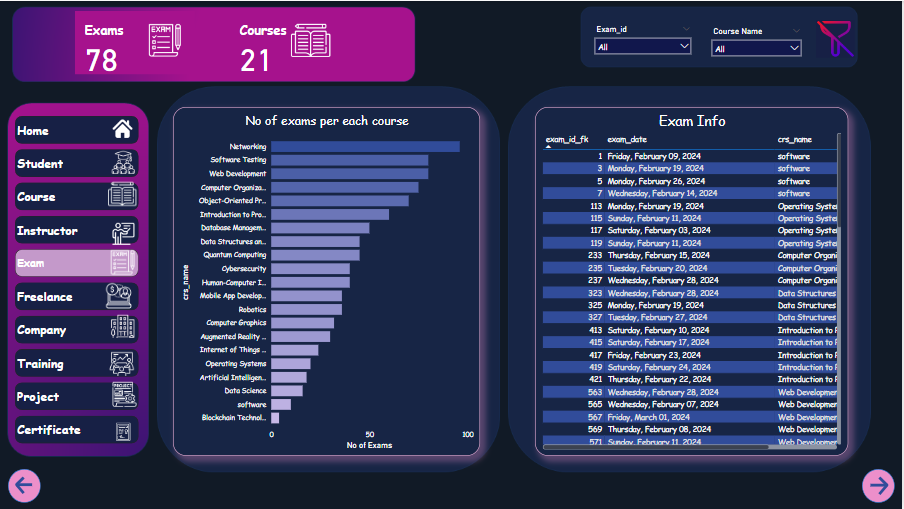 Exams
78
EXAM
Courses
21
Exam_id
All
Course Name
All
Home
Student
Course
Instructor
Exam
EXAM
Freelance
Company
Training
Project
PROJECT
Certificate
No of exams per each course
crs_name
Networking
Software Testing
Web Development
Computer Organiza...
Object-Oriented Pr...
Introduction to Pro...
Database Managem...
Data Structures an...
Quantum Computing
Cybersecurity
Human-Computer I...
Mobile App Develop...
Robotics
Computer Graphics
Augmented Reality ...
Internet of Things ...
Operating Systems
Artificial Intelligen...
Data Science
software
Blockchain Technol...
0 50 100
No of Exams
Exam Info
exam_id_fk exam_date crs_name
1 Friday, February 09, 2024 software
3 Monday, February 19, 2024 software
5 Monday, February 26, 2024 software
7 Wednesday, February 14, 2024 software
113 Monday, February 19, 2024 Operating Syste
115 Sunday, February 11, 2024 Operating Syste
117 Saturday, February 03, 2024 Operating Syste
119 Sunday, February 11, 2024 Operating Syste
233 Thursday, February 15, 2024 Computer Organi
235 Tuesday, February 20, 2024 Computer Organi
237 Wednesday, February 28, 2024 Computer Organi
323 Wednesday, February 28, 2024 Data Structures
325 Monday, February 19, 2024 Data Structures
327 Tuesday, February 27, 2024 Data Structures
413 Saturday, February 10, 2024 Introduction to P
415 Saturday, February 17, 2024 Introduction to P
417 Friday, February 23, 2024 Introduction to P
419 Saturday, February 24, 2024 Introduction to P
421 Thursday, February 22, 2024 Introduction to P
563 Wednesday, February 28, 2024 Web Developmen
565 Wednesday, February 07, 2024 Web Developmen
567 Friday, March 01, 2024 Web Developmen
569 Thursday, February 08, 2024 Web Developmen
571 Sunday, February 11, 2024 Web Developmen